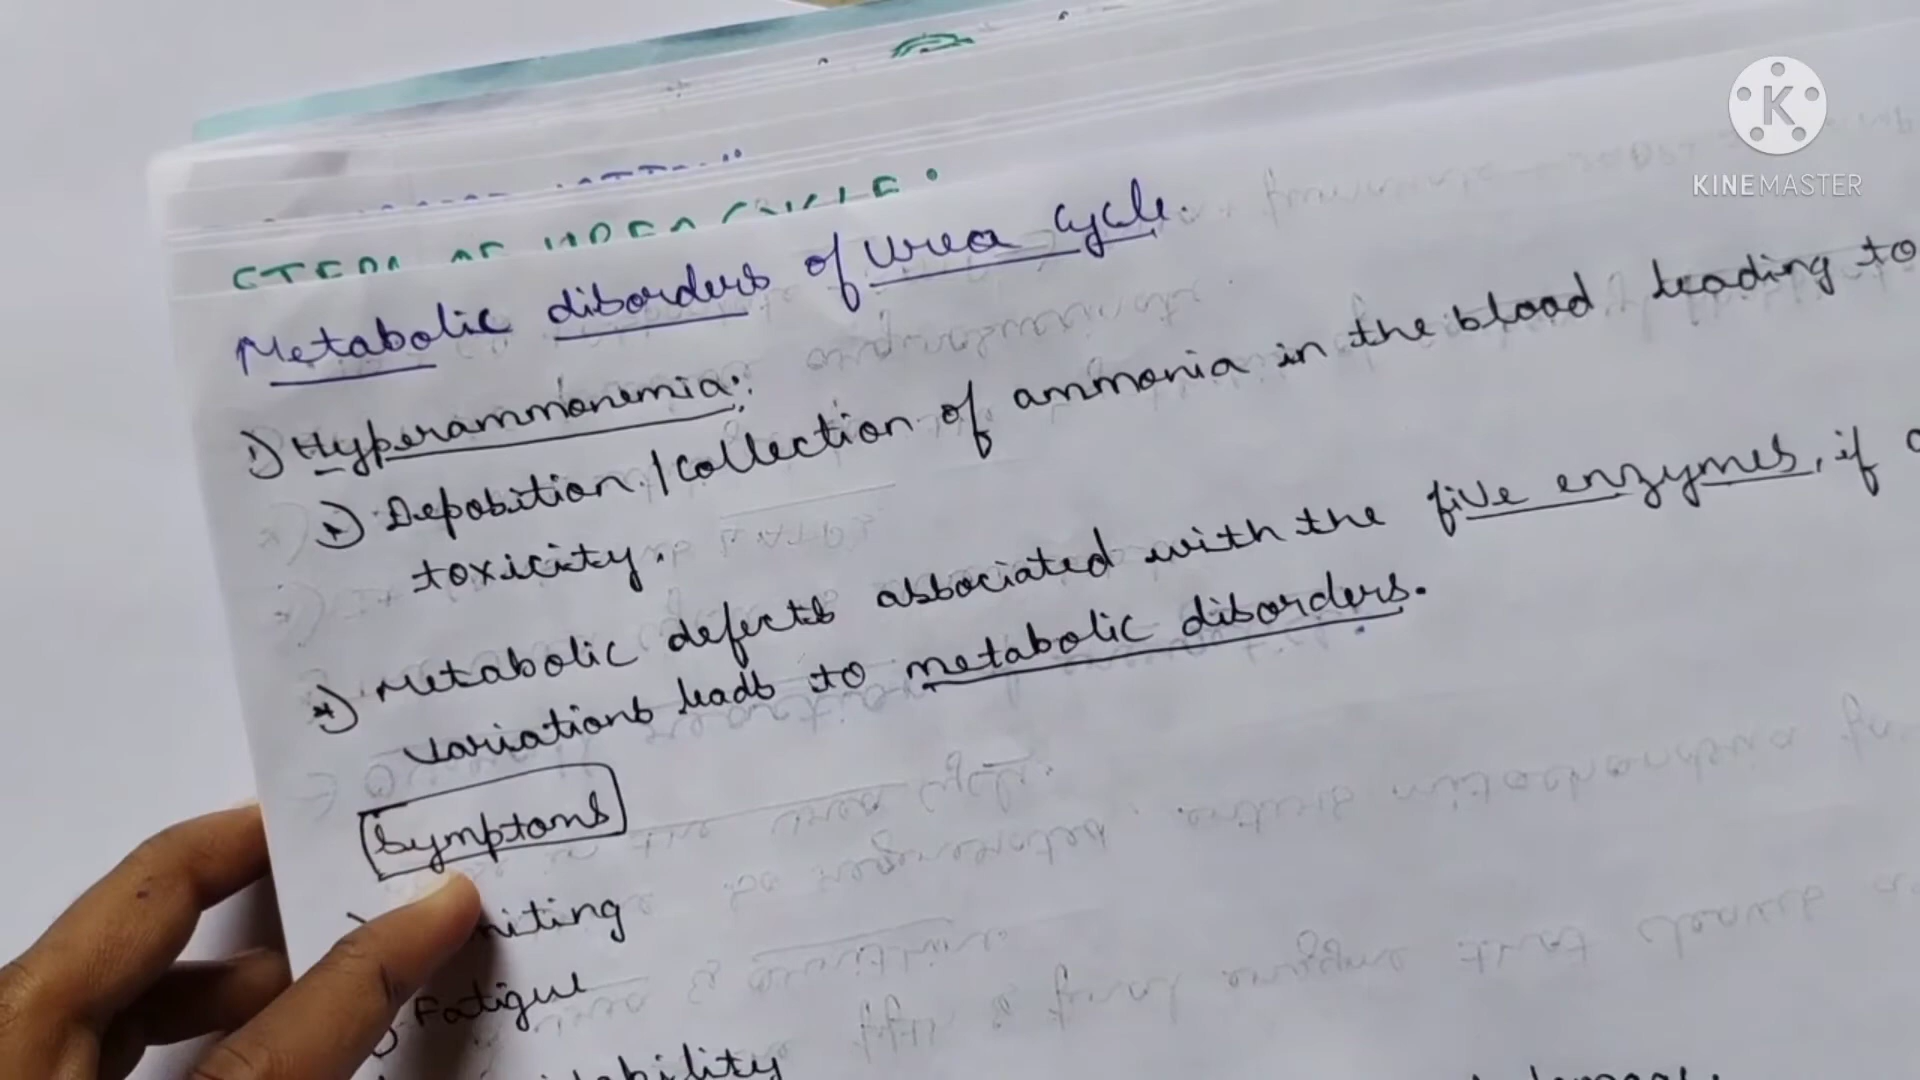 KINEMASTER
Metabolic disorders of Urea cycle.
1) Hyperammonemia:
*) Deposition / Collection of ammonia in the blood leading to
toxicity.
*) Metabolic defects associated with the five enzymes, if
variations leads to metabolic disorders.
Symptoms
Fatigue